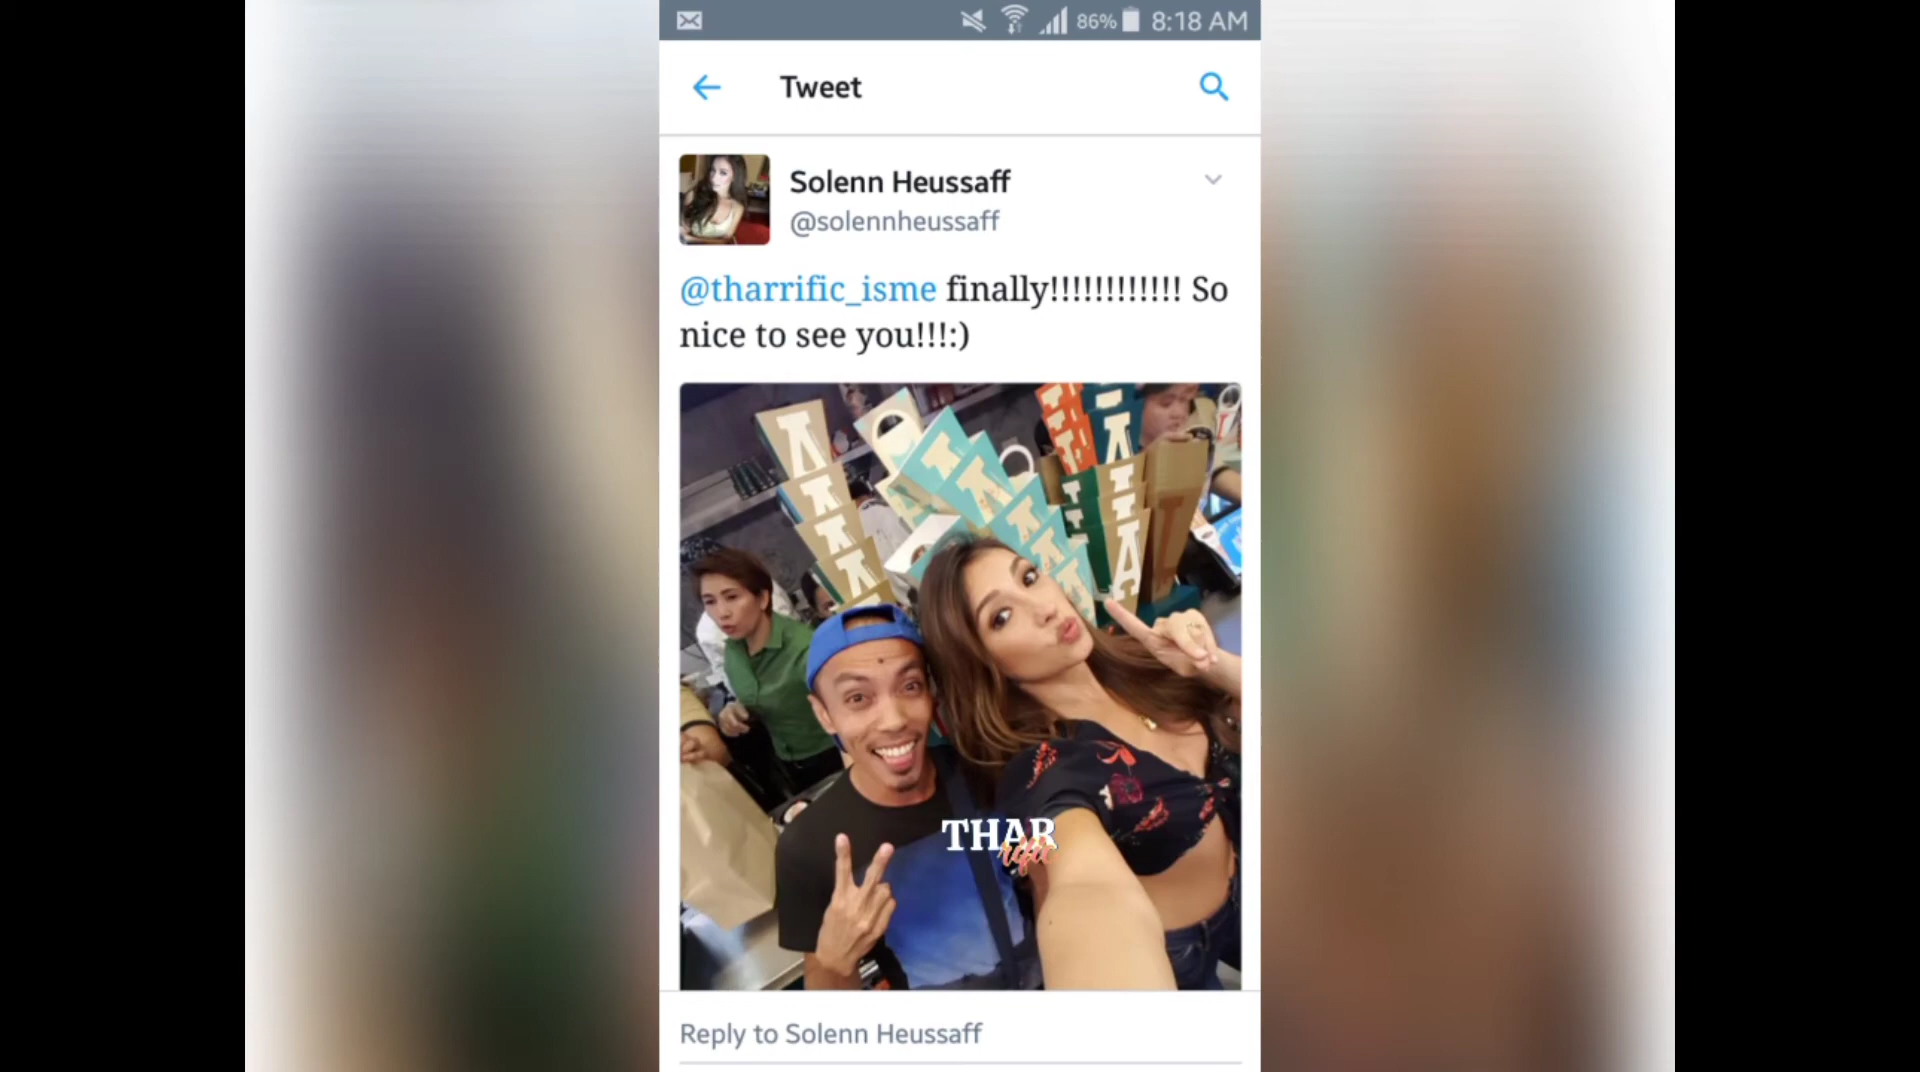 86% 8:18 AM
Tweet
Solenn Heussaff
@solennheussaff
@tharrific_isme finally!!!!!!!!!!!! So
nice to see you!!!:)
THAR
rific
Reply to Solenn Heussaff